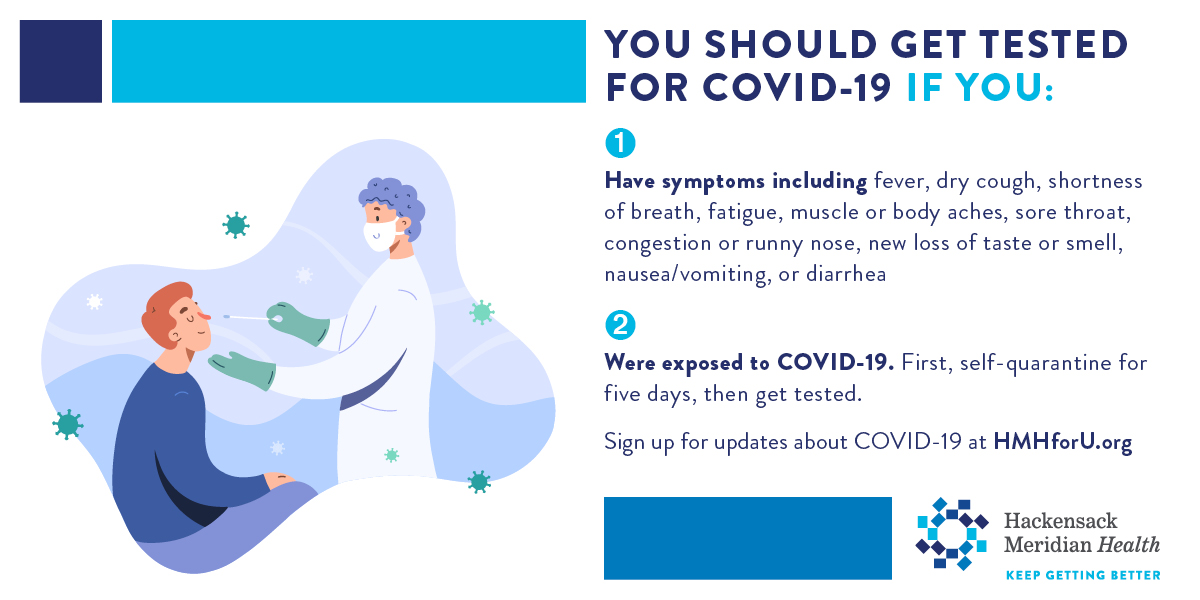 YOU SHOULD GET TESTED
FOR COVID-19 IF YOU:
1
Have symptoms including fever, dry cough, shortness
of breath, fatigue, muscle or body aches, sore throat,
congestion or runny nose, new loss of taste or smell,
nausea/vomiting, or diarrhea
2
Were exposed to COVID-19. First, self-quarantine for
five days, then get tested.
Sign up for updates about COVID-19 at HMHforU.org
Hackensack
Meridian Health
KEEP GETTING BETTER